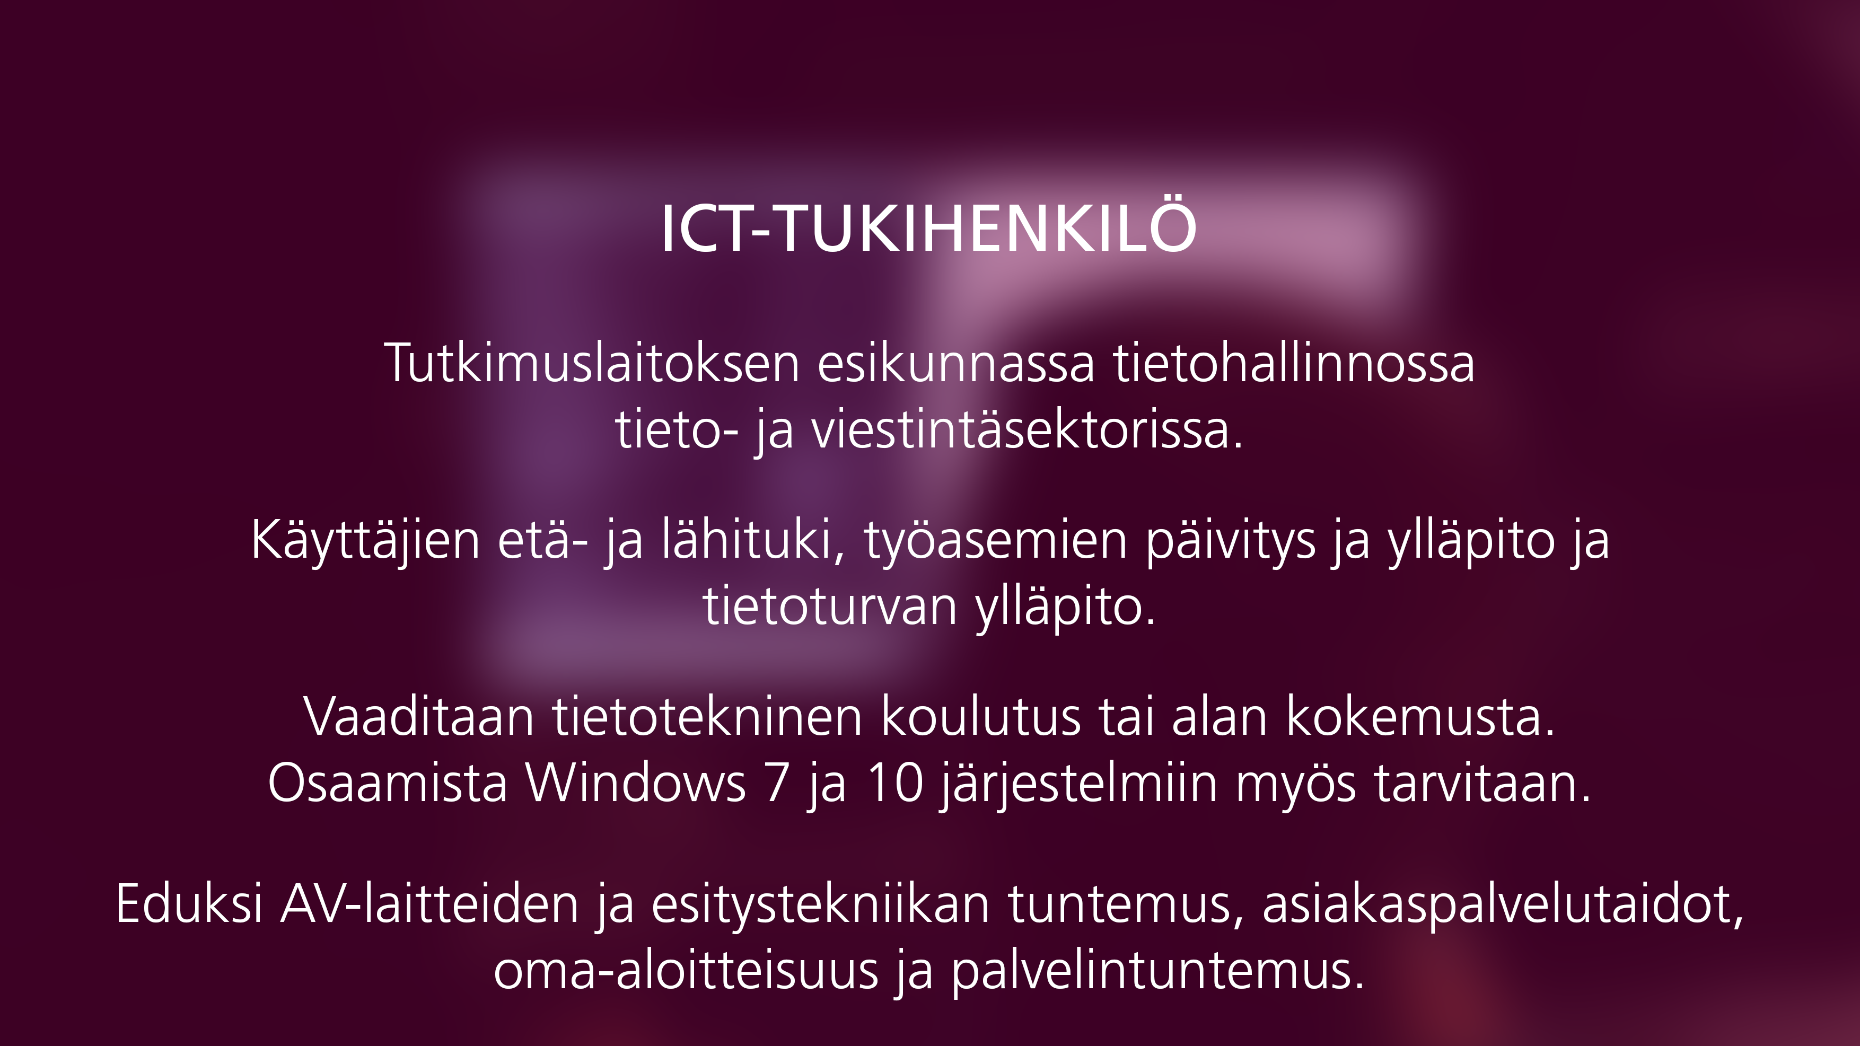 ICT-TUKIHENKILÖ
Tutkimuslaitoksen esikunnassa tietohallinnossa
tieto- ja viestintäsektorissa.
Käyttäjien etä- ja lähituki, työasemien päivitys ja ylläpito ja
tietoturvan ylläpito.
Vaaditaan tietotekninen koulutus tai alan kokemusta.
Osaamista Windows 7 ja 10 järjestelmiin myös tarvitaan.
Eduksi AV-laitteiden ja esitystekniikan tuntemus, asiakaspalvelutaidot,
oma-aloitteisuus ja palvelintuntemus.